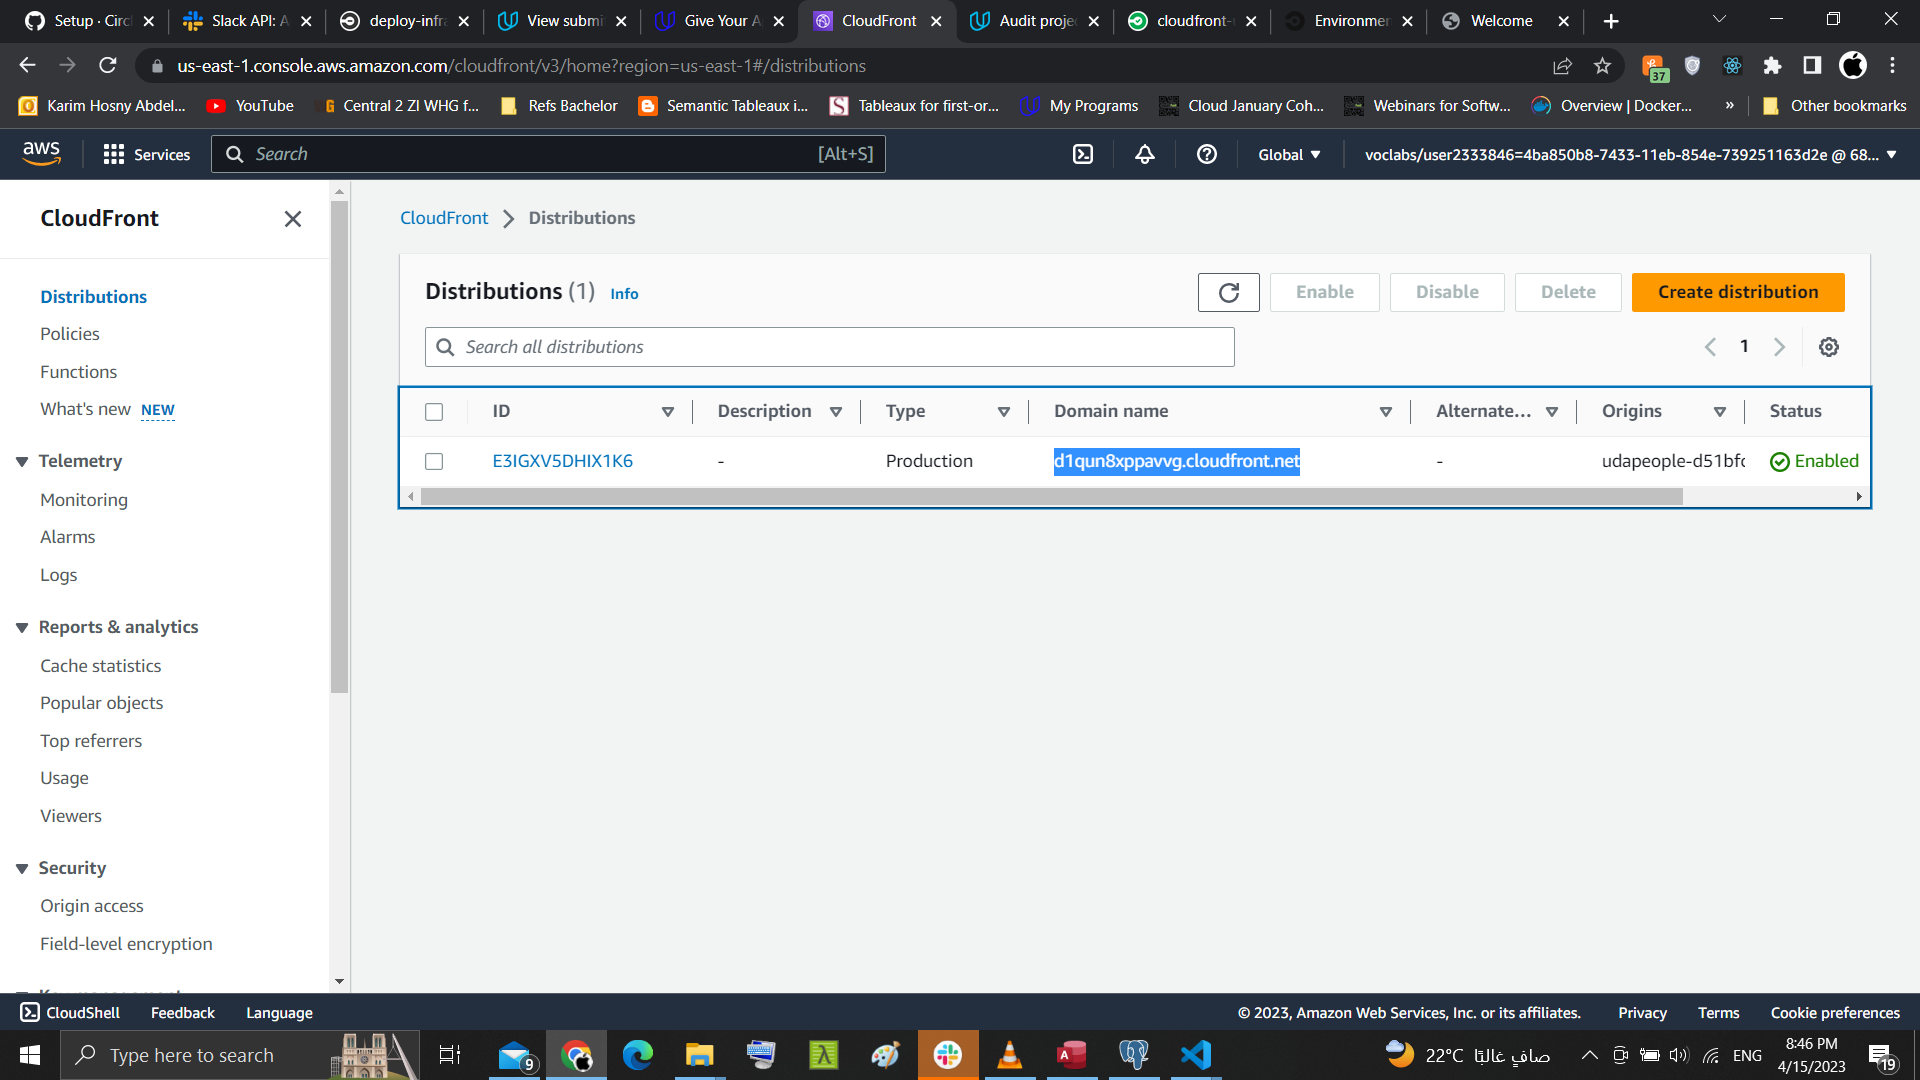 Setup · Circ
Slack API: A
deploy-infra
View submi
Give Your A
CloudFront
Audit projec
cloudfront-u
Environmen
Welcome
us-east-1.console.aws.amazon.com/cloudfront/v3/home?region=us-east-1#/distributions
37
Karim Hosny Abdel...
YouTube
Central 2 ZI WHG f...
Refs Bachelor
Semantic Tableaux i...
Tableaux for first-or...
My Programs
Cloud January Coh...
Webinars for Softw...
Overview | Docker...
»
Other bookmarks
aws
Services
Search
[Alt+S]
Global
voclabs/user2333846=4ba850b8-7433-11eb-854e-739251163d2e @ 68...
CloudFront
Distributions
Policies
Functions
What's new NEW
Telemetry
Monitoring
Alarms
Logs
Reports & analytics
Cache statistics
Popular objects
Top referrers
Usage
Viewers
Security
Origin access
Field-level encryption
CloudFront
Distributions
Distributions (1) Info
Enable
Disable
Delete
Create distribution
Search all distributions
1
ID
Description
Type
Domain name
Alternate...
Origins
Status
E3IGXV5DHIX1K6
-
Production
d1qun8xppavvg.cloudfront.net
-
udapeople-d51bfc
Enabled
CloudShell
Feedback
Language
© 2023, Amazon Web Services, Inc. or its affiliates.
Privacy
Terms
Cookie preferences
Type here to search
9
22°C صافٍ غالبًا
ENG
8:46 PM
4/15/2023
19